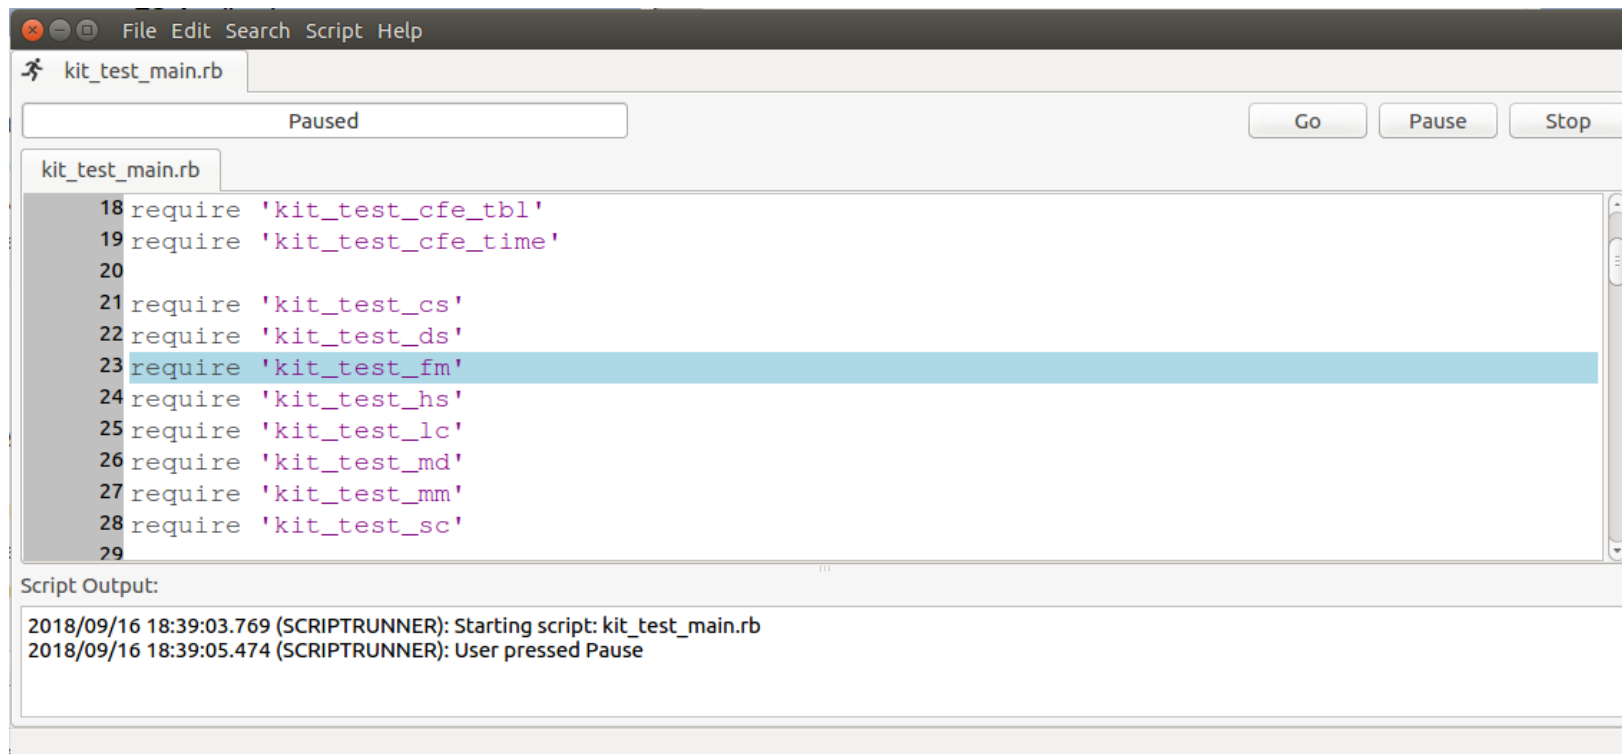 File Edit Search Script Help
kit_test_main.rb
Paused Go Pause Stop
kit_test_main.rb
18 require 'kit_test_cfe_tbl'
19 require 'kit_test_cfe_time'
20
21 require 'kit_test_cs'
22 require 'kit_test_ds'
23 require 'kit_test_fm'
24 require 'kit_test_hs'
25 require 'kit_test_lc'
26 require 'kit_test_md'
27 require 'kit_test_mm'
28 require 'kit_test_sc'
29
Script Output:
2018/09/16 18:39:03.769 (SCRIPTRUNNER): Starting script: kit_test_main.rb
2018/09/16 18:39:05.474 (SCRIPTRUNNER): User pressed Pause